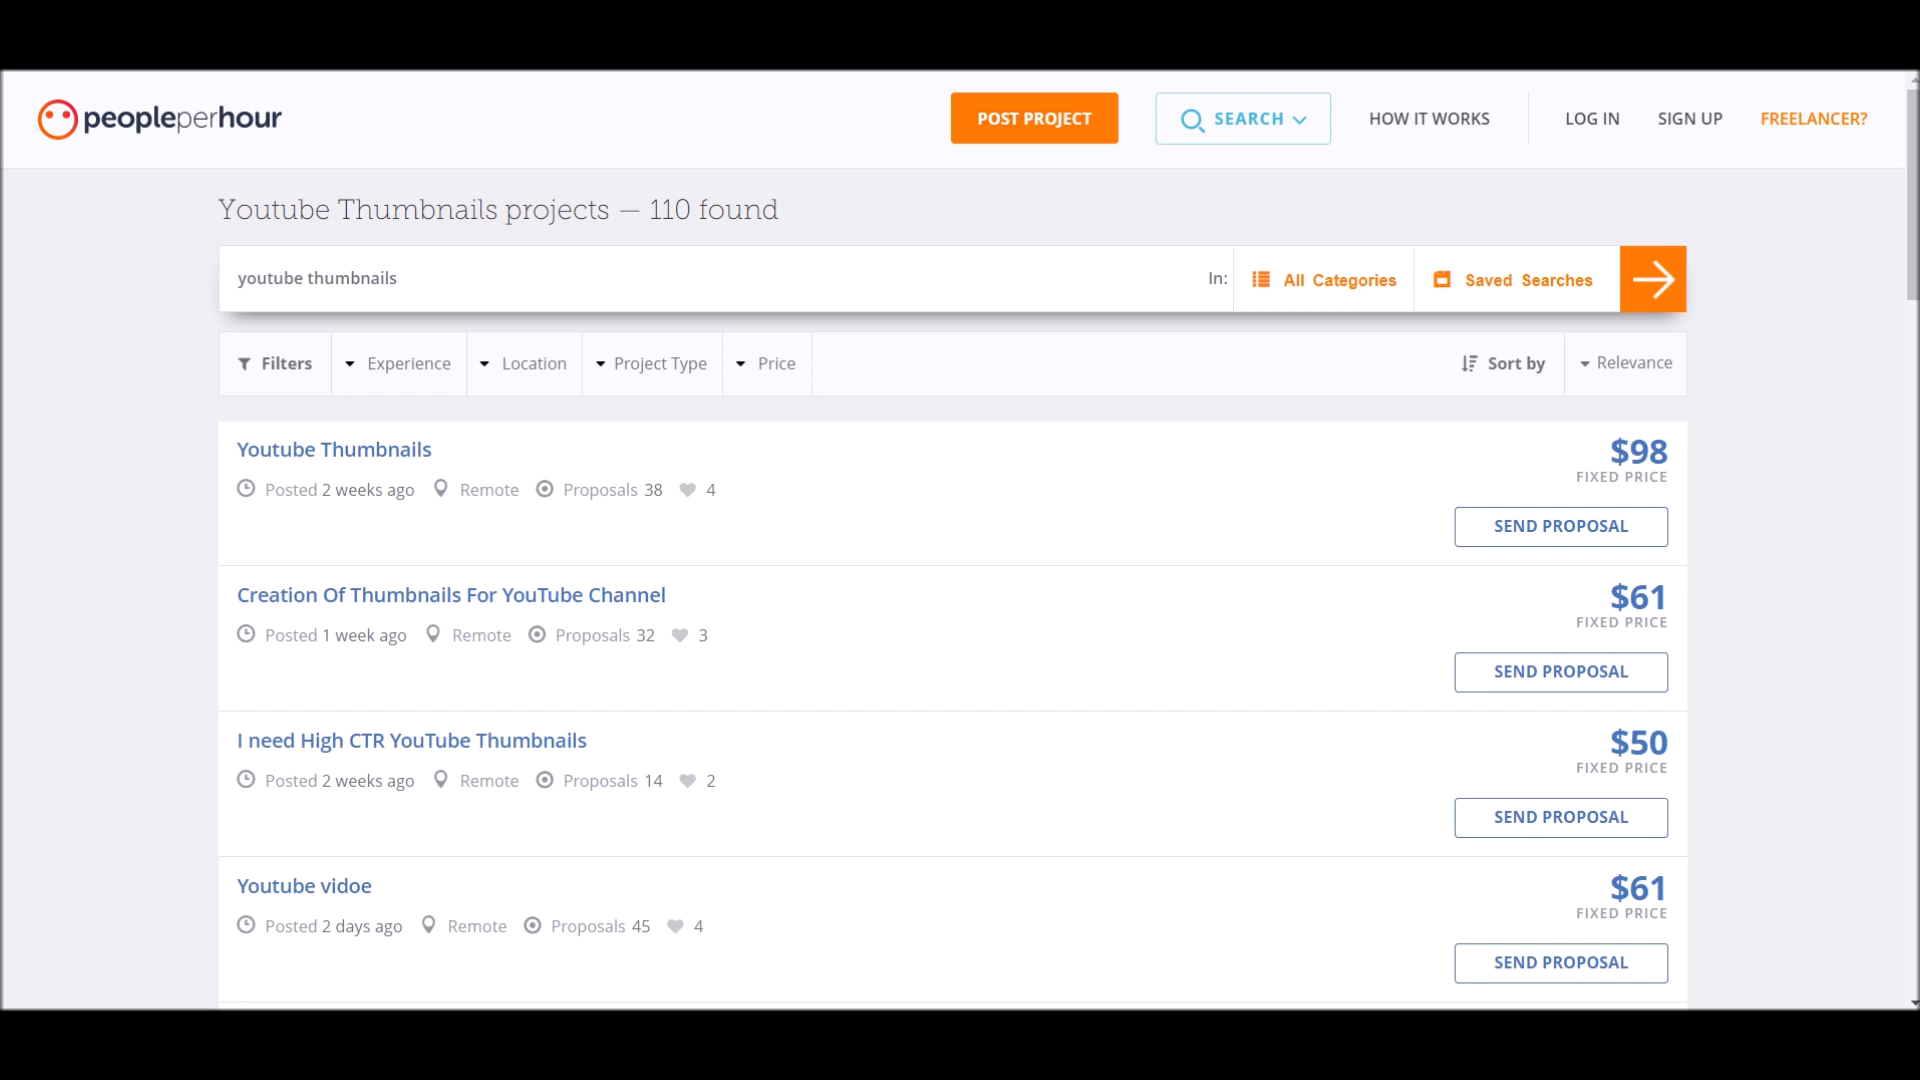 peopleperhour
POST PROJECT
SEARCH
HOW IT WORKS
LOG IN
SIGN UP
FREELANCER?
Youtube Thumbnails projects — 110 found
youtube thumbnails
In:
All Categories
Saved Searches
Filters
Experience
Location
Project Type
Price
Sort by
Relevance
Youtube Thumbnails
$98
FIXED PRICE
Posted 2 weeks ago Remote Proposals 38 4
SEND PROPOSAL
Creation Of Thumbnails For YouTube Channel
$61
FIXED PRICE
Posted 1 week ago Remote Proposals 32 3
SEND PROPOSAL
I need High CTR YouTube Thumbnails
$50
FIXED PRICE
Posted 2 weeks ago Remote Proposals 14 2
SEND PROPOSAL
Youtube vidoe
$61
FIXED PRICE
Posted 2 days ago Remote Proposals 45 4
SEND PROPOSAL